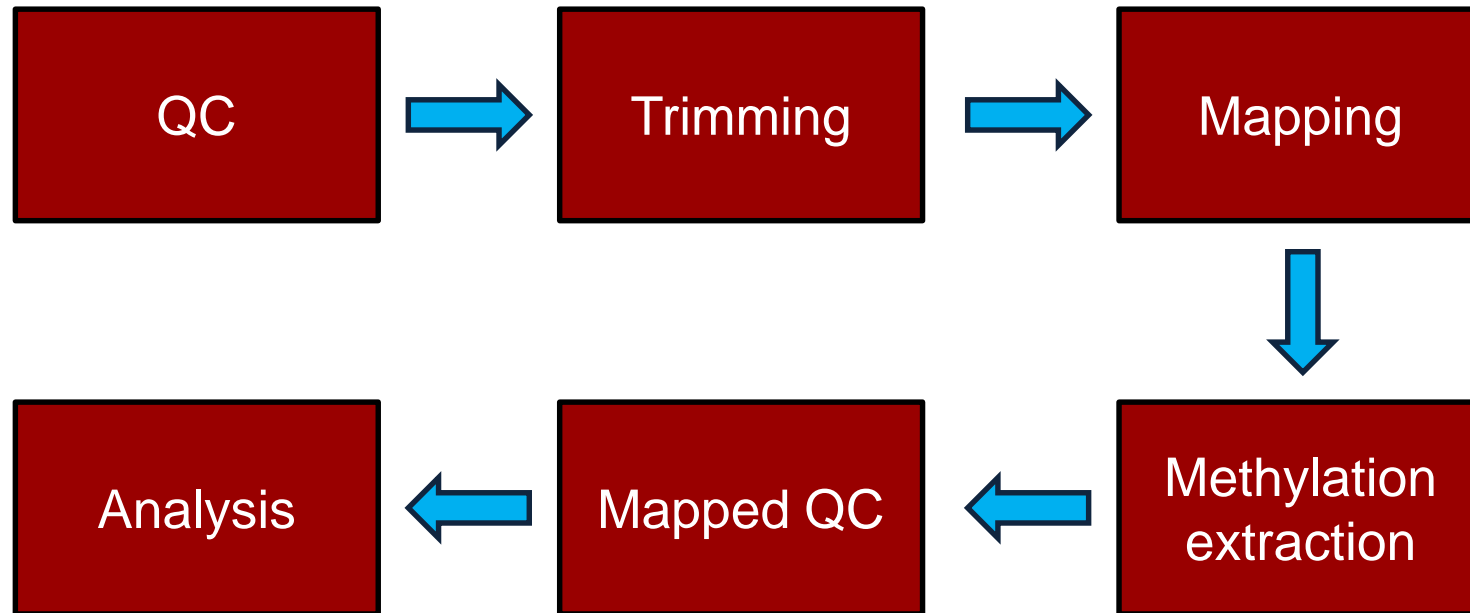 QC
Trimming
Mapping
Methylation
extraction
Mapped QC
Analysis